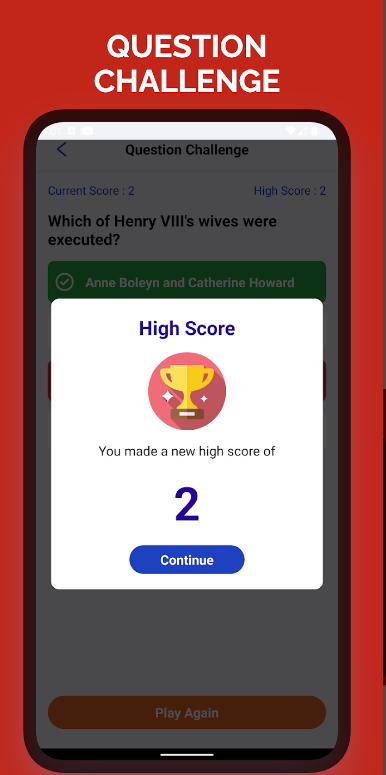 QUESTION
CHALLENGE
Question Challenge
Current Score : 2
High Score : 2
Which of Henry VIII's wives were
executed?
Anne Boleyn and Catherine Howard
High Score
You made a new high score of
2
Continue
Play Again